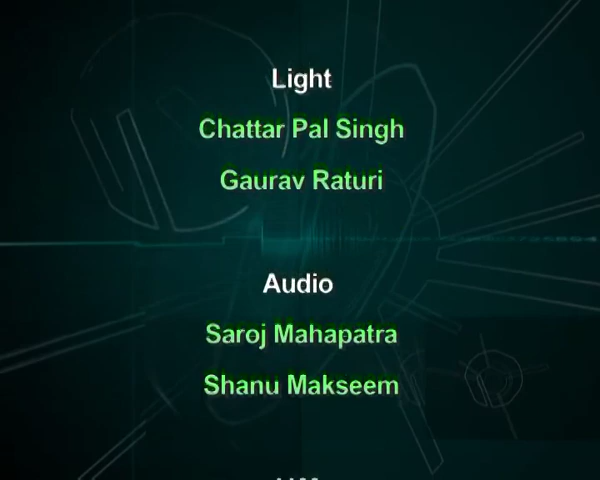 Light
Chattar Pal Singh
Gaurav Raturi
Audio
Saroj Mahapatra
Shanu Makseem